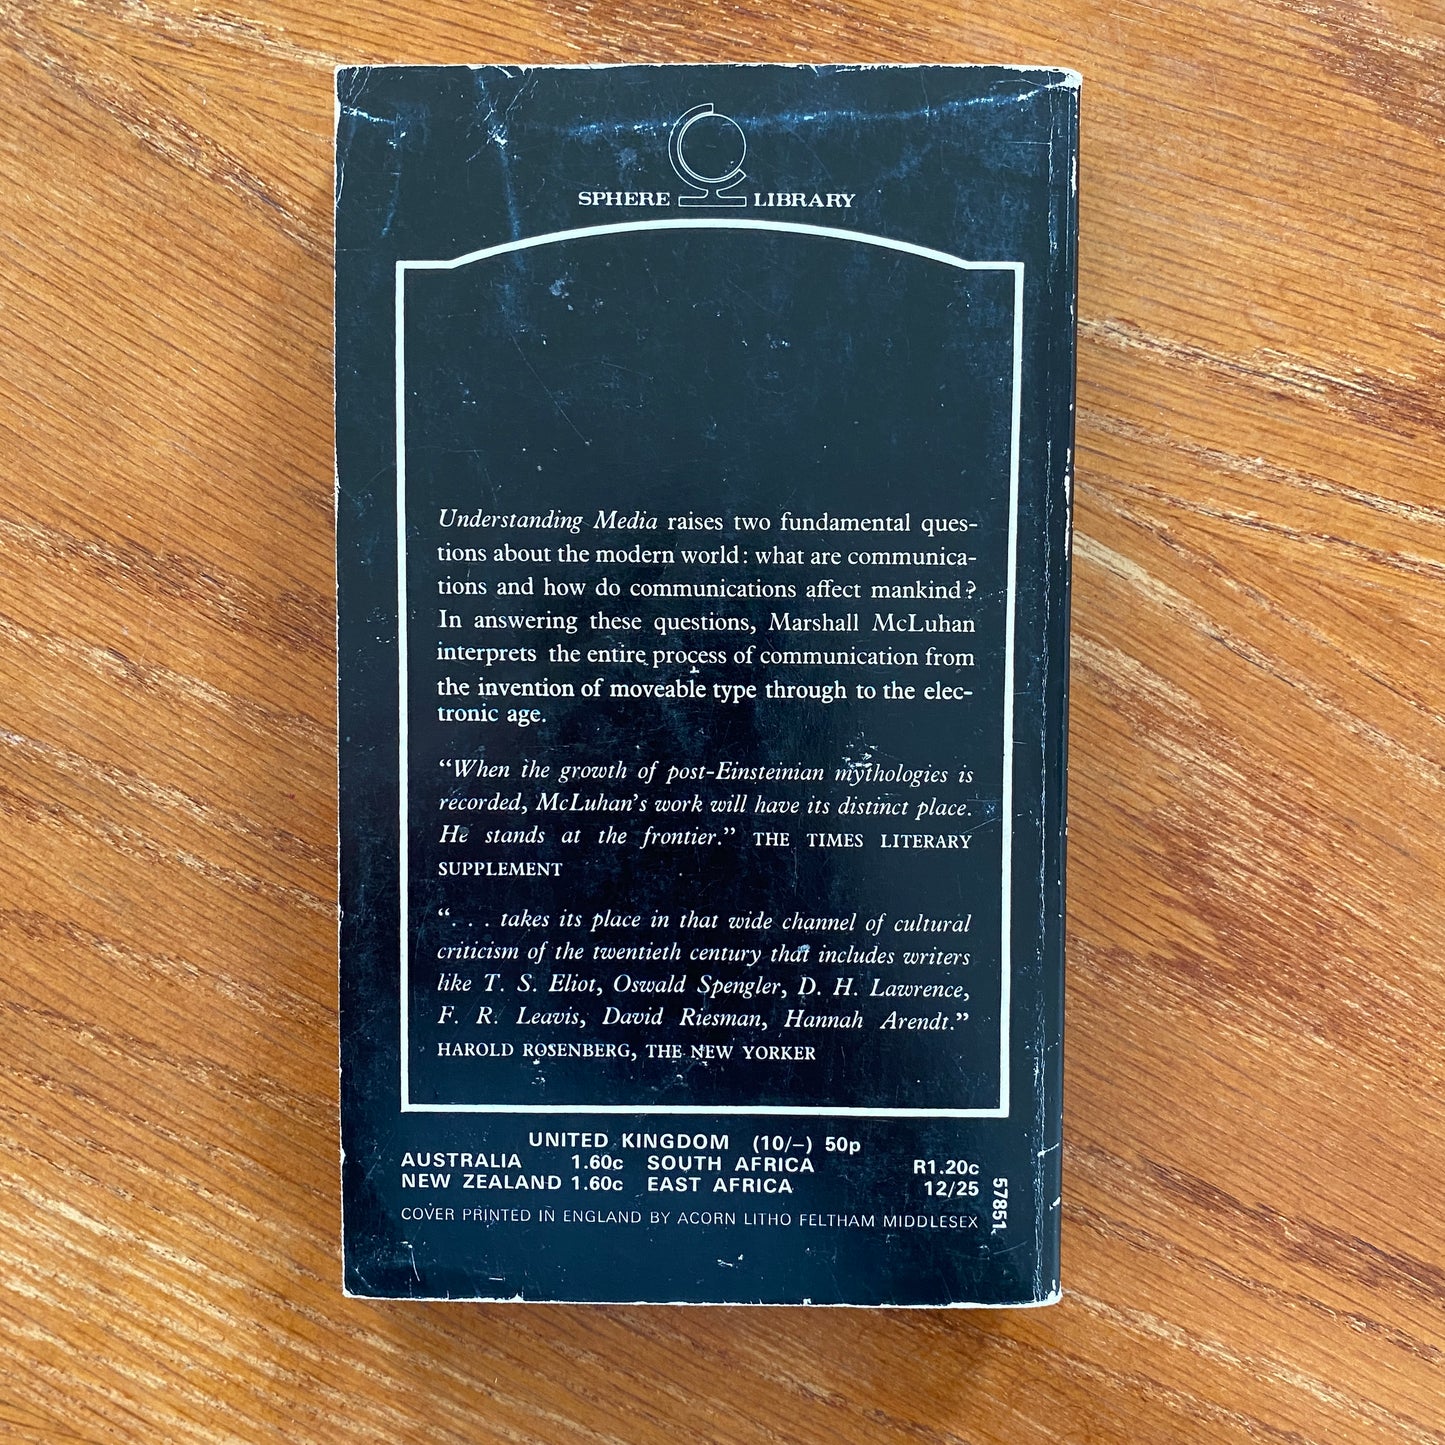 SPHERE LIBRARY
Understanding Media raises two fundamental ques-
tions about the modern world: what are communica-
tions and how do communications affect mankind?
In answering these questions, Marshall McLuhan
interprets the entire process of communication from
the invention of moveable type through to the elec-
tronic age.
“When the growth of post-Einsteinian mythologies is
recorded, McLuhan’s work will have its distinct place.
He stands at the frontier.” THE TIMES LITERARY
SUPPLEMENT
“. . . takes its place in that wide channel of cultural
criticism of the twentieth century that includes writers
like T. S. Eliot, Oswald Spengler, D. H. Lawrence,
F. R. Leavis, David Riesman, Hannah Arendt.”
HAROLD ROSENBERG, THE NEW YORKER
UNITED KINGDOM (10/–) 50p
AUSTRALIA 1.60c SOUTH AFRICA R1.20c
NEW ZEALAND 1.60c EAST AFRICA 12/25
COVER PRINTED IN ENGLAND BY ACORN LITHO FELTHAM MIDDLESEX
57851